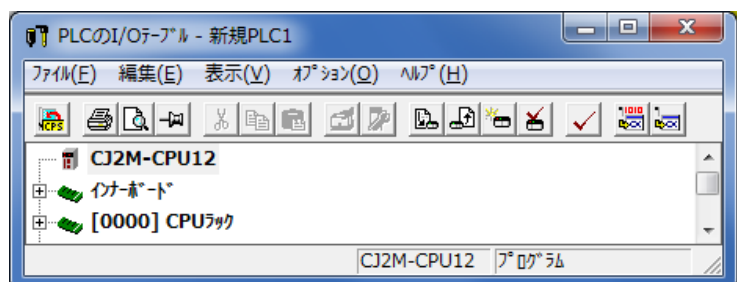 PLCのI/Oﾃｰﾌﾞﾙ - 新規PLC1
ﾌｧｲﾙ(F) 編集(E) 表示(V) ｵﾌﾟｼｮﾝ(O) ﾍﾙﾌﾟ(H)
CJ2M-CPU12
ｲﾝﾅｰﾎﾞｰﾄﾞ
[0000] CPUﾗｯｸ
CJ2M-CPU12 ﾌﾟﾛｸﾞﾗﾑ